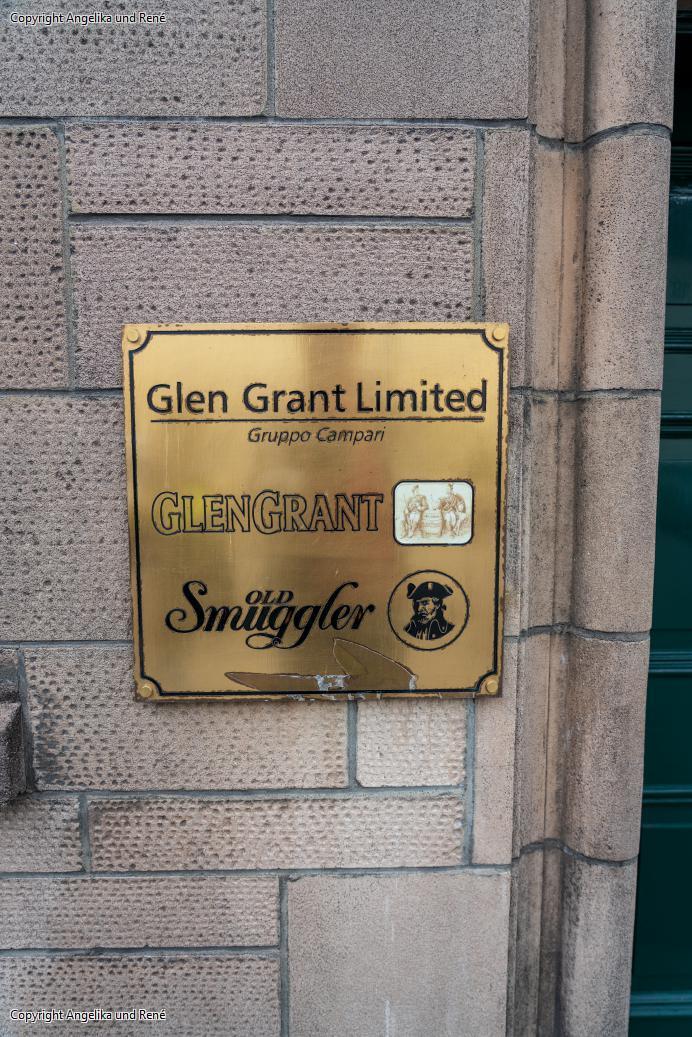 Copyright Angelika und René
Glen Grant Limited
Gruppo Campari
GLENGRANT
OLD
Smuggler
Copyright Angelika und René